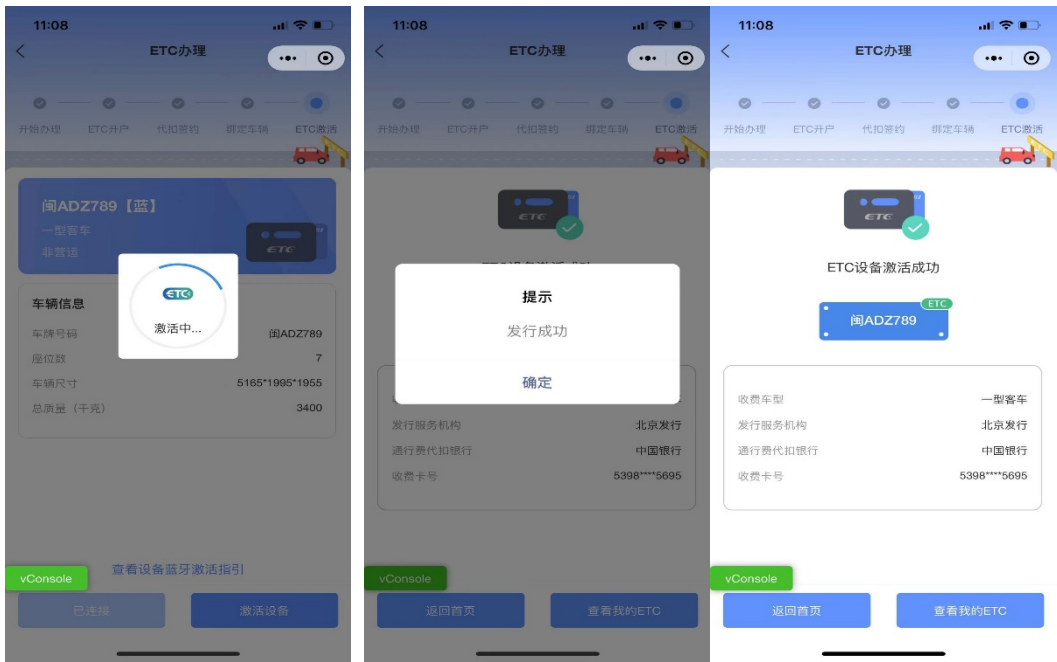 11:08
ETC办理
开始办理 ETC开户 代扣签约 绑定车辆 ETC激活
闽ADZ789【蓝】
一型客车
非营运
ETC
ETC
激活中...
车辆信息
车牌号码 闽ADZ789
座位数 7
车辆尺寸 5165*1995*1955
总质量（千克） 3400
查看设备蓝牙激活指引
vConsole
已连接 激活设备
11:08
ETC办理
开始办理 ETC开户 代扣签约 绑定车辆 ETC激活
ETC
提示
发行成功
确定
发行服务机构 北京发行
通行费代扣银行 中国银行
收费卡号 5398****5695
vConsole
返回首页 查看我的ETC
11:08
ETC办理
开始办理 ETC开户 代扣签约 绑定车辆 ETC激活
ETC
ETC设备激活成功
ETC
闽ADZ789
收费车型 一型客车
发行服务机构 北京发行
通行费代扣银行 中国银行
收费卡号 5398****5695
vConsole
返回首页 查看我的ETC